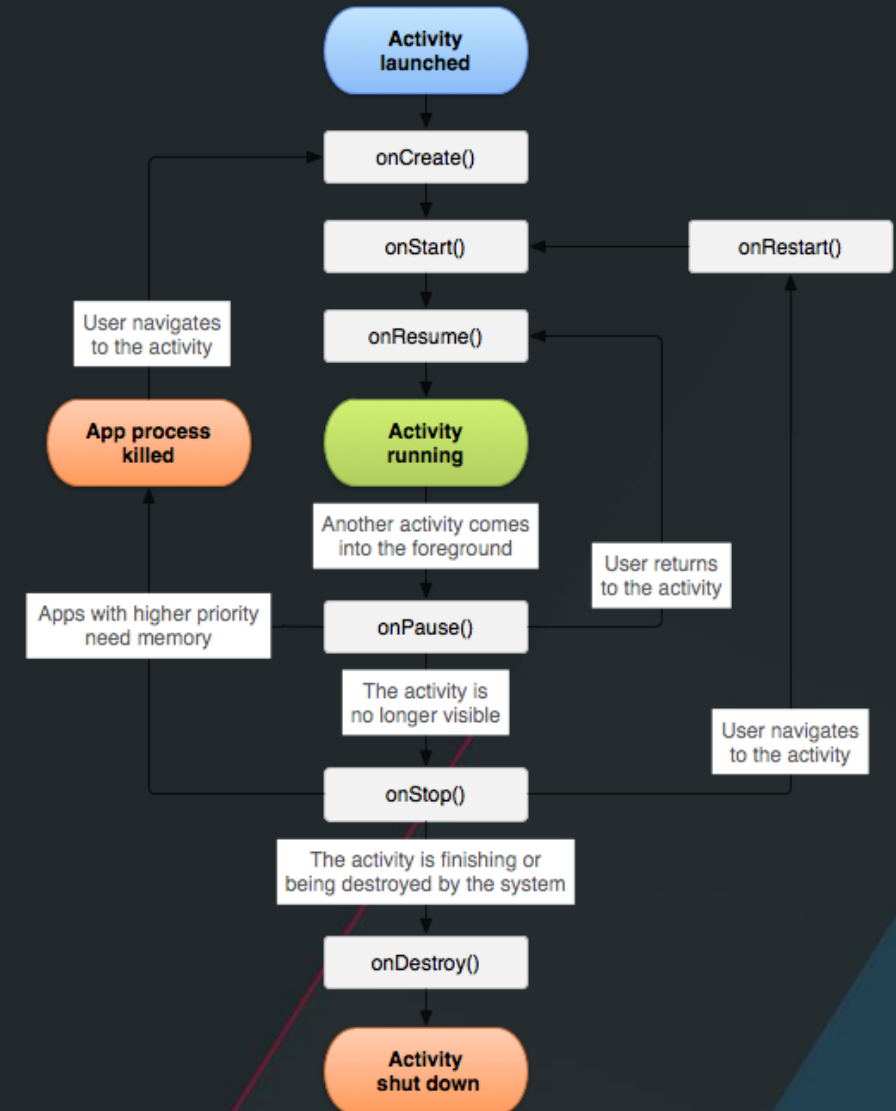 Activity
launched
onCreate()
onStart()
onRestart()
onResume()
User navigates
to the activity
App process
killed
Activity
running
Another activity comes
into the foreground
User returns
to the activity
Apps with higher priority
need memory
onPause()
The activity is
no longer visible
User navigates
to the activity
onStop()
The activity is finishing or
being destroyed by the system
onDestroy()
Activity
shut down